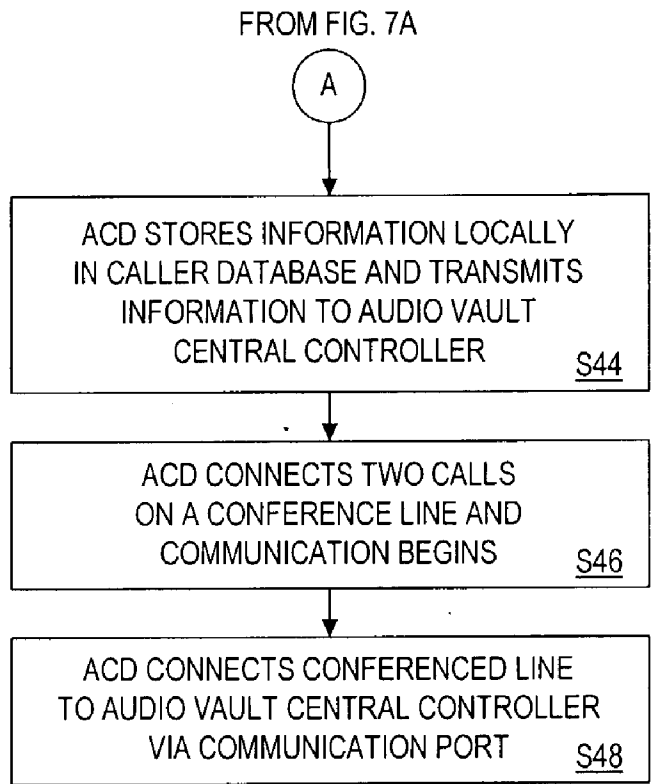 FROM FIG. 7A
A
ACD STORES INFORMATION LOCALLY
IN CALLER DATABASE AND TRANSMITS
INFORMATION TO AUDIO VAULT
CENTRAL CONTROLLER
S44
ACD CONNECTS TWO CALLS
ON A CONFERENCE LINE AND
COMMUNICATION BEGINS
S46
ACD CONNECTS CONFERENCED LINE
TO AUDIO VAULT CENTRAL CONTROLLER
VIA COMMUNICATION PORT
S48